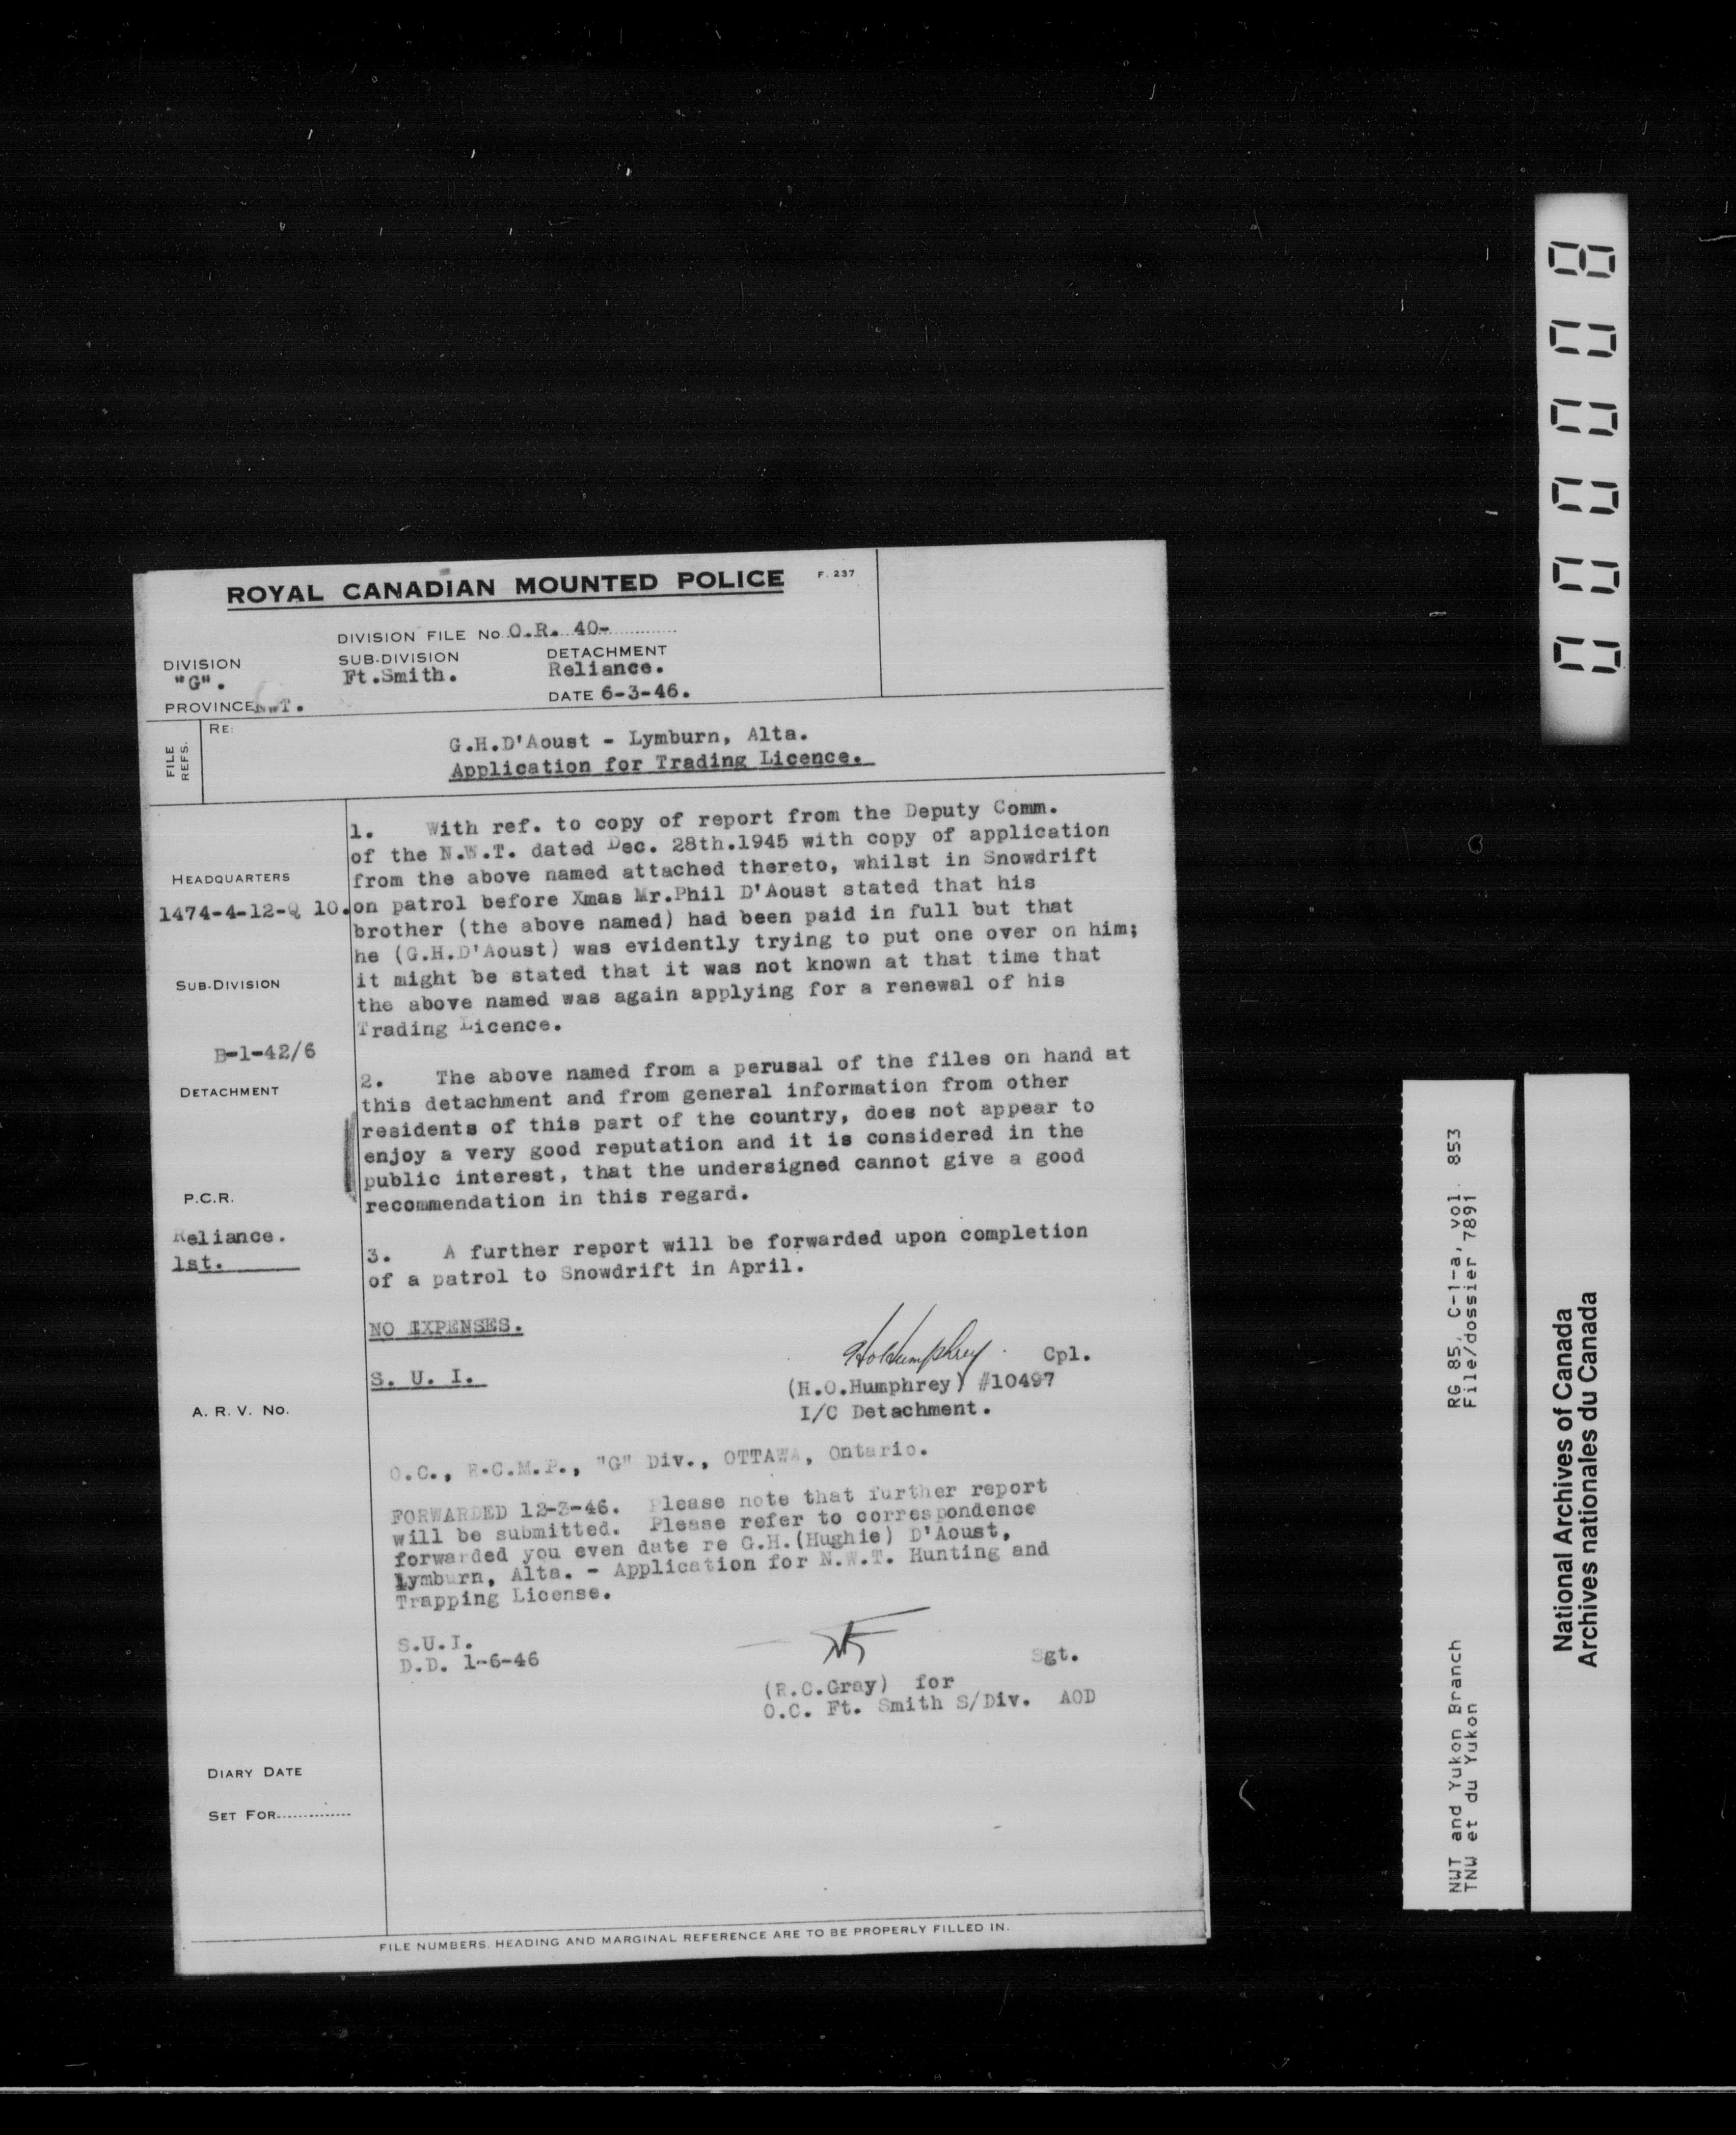 ROYAL CANADIAN MOUNTED POLICE
F. 237
DIVISION FILE No. O.R. 40-
DIVISION
"G".
SUB-DIVISION
Ft.Smith.
DETACHMENT
Reliance.
PROVINCE N.W.T.
DATE 6-3-46.
FILE REFS.
RE:
G.H.D'Aoust - Lymburn, Alta.
Application for Trading Licence.
HEADQUARTERS
1474-4-12-Q 10.
SUB-DIVISION
B-1-42/6
DETACHMENT
P.C.R.
Reliance.
1st.
A. R. V. No.
DIARY DATE
SET FOR
1. With ref. to copy of report from the Deputy Comm.
of the N.W.T. dated Dec. 28th.1945 with copy of application
from the above named attached thereto, whilst in Snowdrift
on patrol before Xmas Mr.Phil D'Aoust stated that his
brother (the above named) had been paid in full but that
he (G.H.D'Aoust) was evidently trying to put one over on him;
it might be stated that it was not known at that time that
the above named was again applying for a renewal of his
Trading Licence.
2. The above named from a perusal of the files on hand at
this detachment and from general information from other
residents of this part of the country, does not appear to
enjoy a very good reputation and it is considered in the
public interest, that the undersigned cannot give a good
recommendation in this regard.
3. A further report will be forwarded upon completion
of a patrol to Snowdrift in April.
NO EXPENSES.
S. U. I.
HOHumphrey Cpl.
(H.O.Humphrey) #10497
I/C Detachment.
O.C., R.C.M.P., "G" Div., OTTAWA, Ontario.
FORWARDED 12-3-46. Please note that further report
will be submitted. Please refer to correspondence
forwarded you even date re G.H.(Hughie) D'Aoust,
Lymburn, Alta. - Application for N.W.T. Hunting and
Trapping License.
S.U.I.
D.D. 1-6-46
Sgt.
(R.C.Gray) for
O.C. Ft. Smith S/Div. AOD
FILE NUMBERS, HEADING AND MARGINAL REFERENCE ARE TO BE PROPERLY FILLED IN.
000008
NWT and Yukon Branch RG 85, C-1-a, vol. 853
TNW et du Yukon File/dossier 7891
National Archives of Canada
Archives nationales du Canada